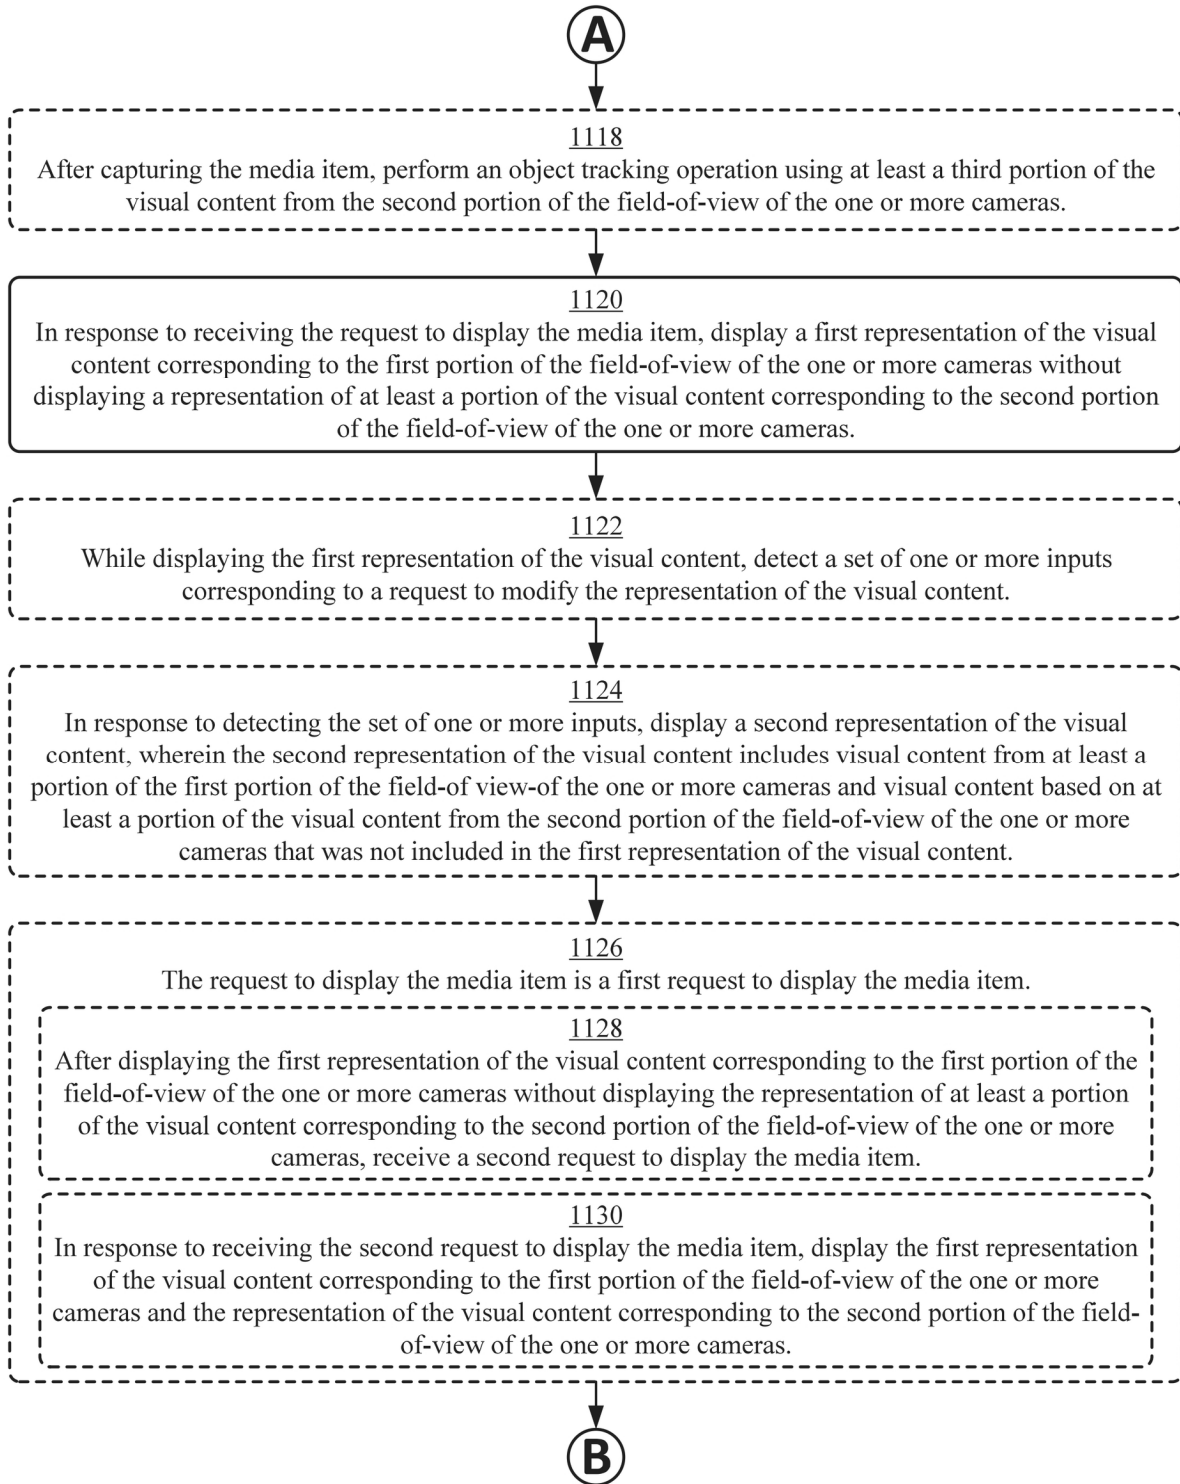 A
1118
After capturing the media item, perform an object tracking operation using at least a third portion of the
visual content from the second portion of the field-of-view of the one or more cameras.
1120
In response to receiving the request to display the media item, display a first representation of the visual
content corresponding to the first portion of the field-of-view of the one or more cameras without
displaying a representation of at least a portion of the visual content corresponding to the second portion
of the field-of-view of the one or more cameras.
1122
While displaying the first representation of the visual content, detect a set of one or more inputs
corresponding to a request to modify the representation of the visual content.
1124
In response to detecting the set of one or more inputs, display a second representation of the visual
content, wherein the second representation of the visual content includes visual content from at least a
portion of the first portion of the field-of view-of the one or more cameras and visual content based on at
least a portion of the visual content from the second portion of the field-of-view of the one or more
cameras that was not included in the first representation of the visual content.
1126
The request to display the media item is a first request to display the media item.
1128
After displaying the first representation of the visual content corresponding to the first portion of the
field-of-view of the one or more cameras without displaying the representation of at least a portion
of the visual content corresponding to the second portion of the field-of-view of the one or more
cameras, receive a second request to display the media item.
1130
In response to receiving the second request to display the media item, display the first representation
of the visual content corresponding to the first portion of the field-of-view of the one or more
cameras and the representation of the visual content corresponding to the second portion of the field-
of-view of the one or more cameras.
B